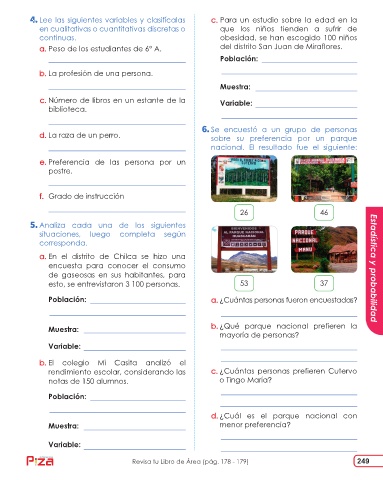 4. Lee las siguientes variables y clasifícalas
en cualitativas o cuantitativas discretas o
continuas.
a. Peso de los estudiantes de 6° A.
b. La profesión de una persona.
c. Número de libros en un estante de la
biblioteca.
d. La raza de un perro.
e. Preferencia de las persona por un
postre.
f. Grado de instrucción
5. Analiza cada una de las siguientes
situaciones, luego completa según
corresponda.
a. En el distrito de Chilca se hizo una
encuesta para conocer el consumo
de gaseosas en sus habitantes, para
esto, se entrevistaron 3 100 personas.
Población:
Muestra:
Variable:
b. El colegio Mi Casita analizó el
rendimiento escolar, considerando las
notas de 150 alumnos.
Población:
Muestra:
Variable:
c. Para un estudio sobre la edad en la
que los niños tienden a sufrir de
obesidad, se han escogido 100 niños
del distrito San Juan de Miraflores.
Población:
Muestra:
Variable:
6. Se encuestó a un grupo de personas
sobre su preferencia por un parque
nacional. El resultado fue el siguiente:
26
46
BIENVENIDOS
AL PARQUE NACIONAL
HUASCARAN
PARQUE
NACIONAL
MANU
53
37
a. ¿Cuántas personas fueron encuestadas?
b. ¿Qué parque nacional prefieren la
mayoría de personas?
c. ¿Cuántas personas prefieren Cutervo
o Tingo María?
d. ¿Cuál es el parque nacional con
menor preferencia?
Estadística y probabilidad
Revisa tu Libro de Área (pág. 178 - 179)
249